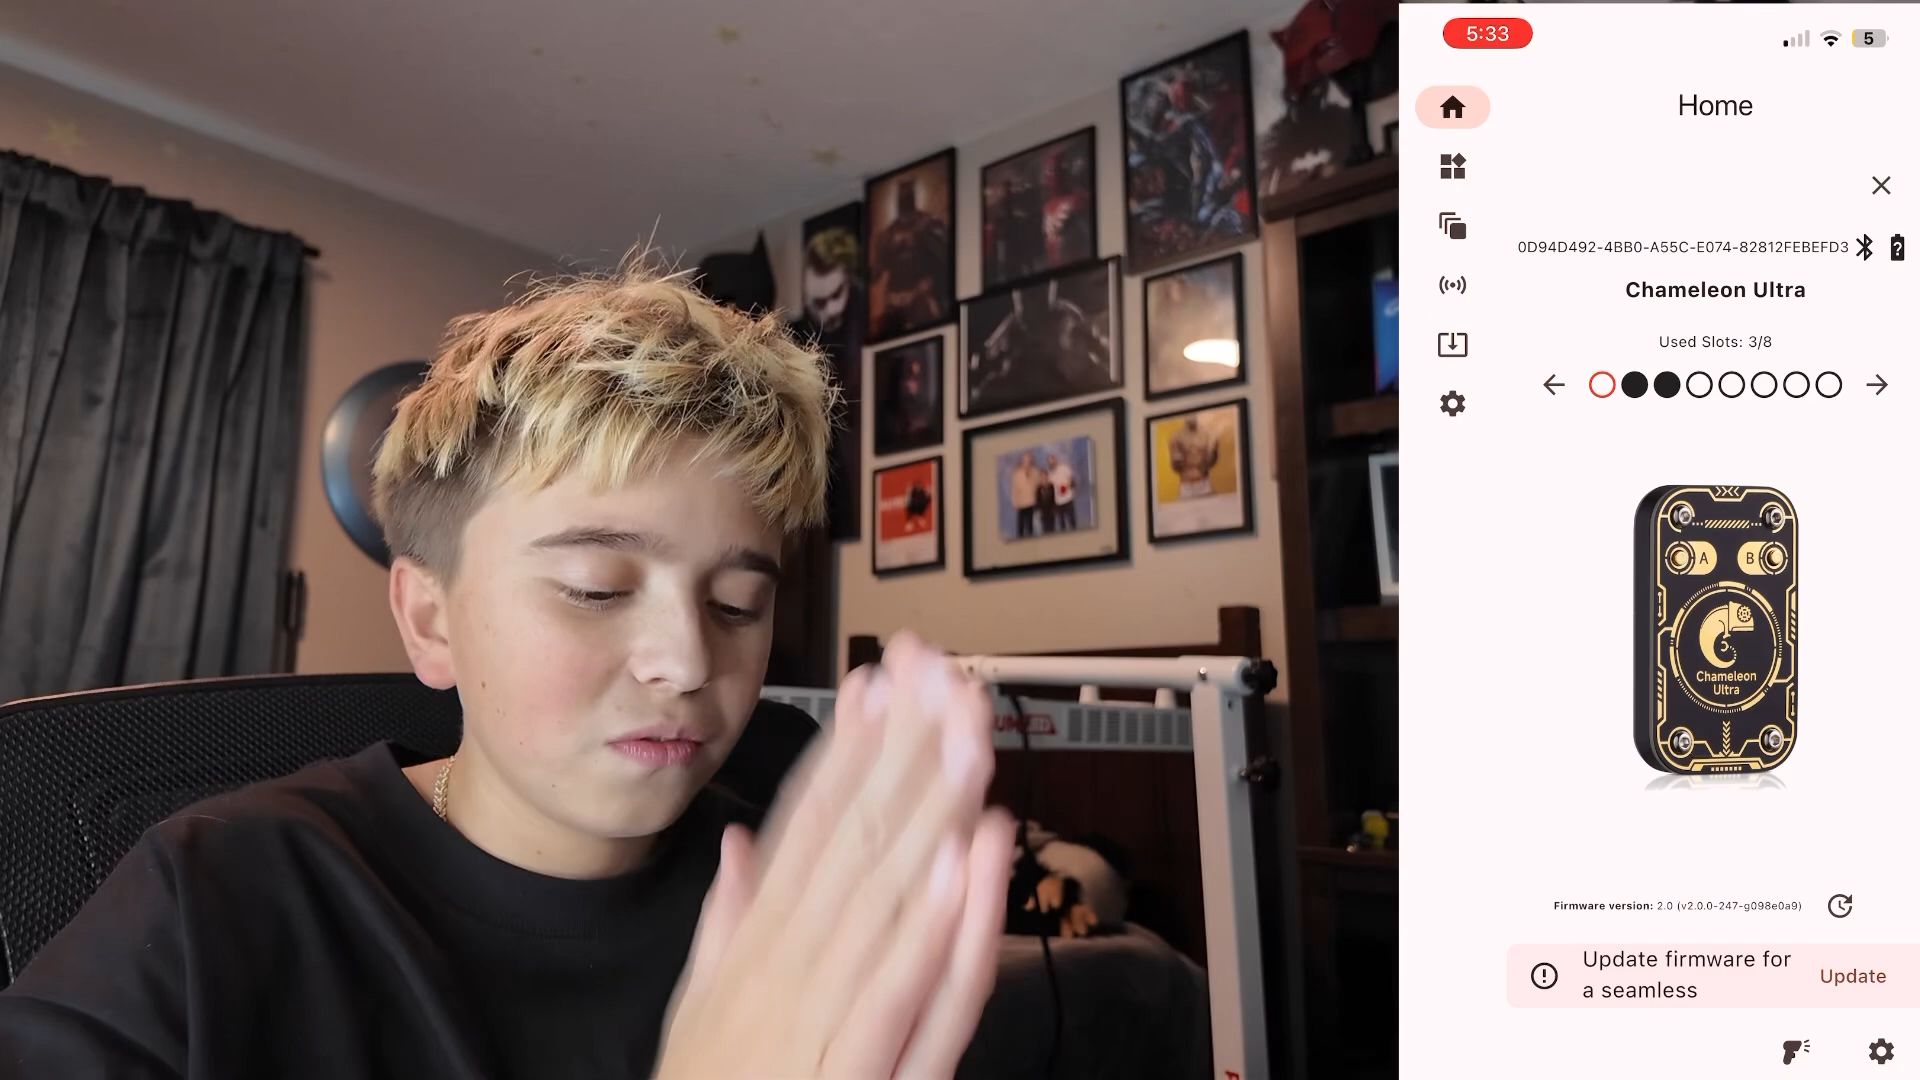 5:33
5
Home
0D94D492-4BB0-A55C-E074-82812FEBEFD3
Chameleon Ultra
Used Slots: 3/8
A B
Chameleon
Ultra
Firmware version: 2.0 (v2.0.0-247-g098e0a9)
Update firmware for
a seamless
Update